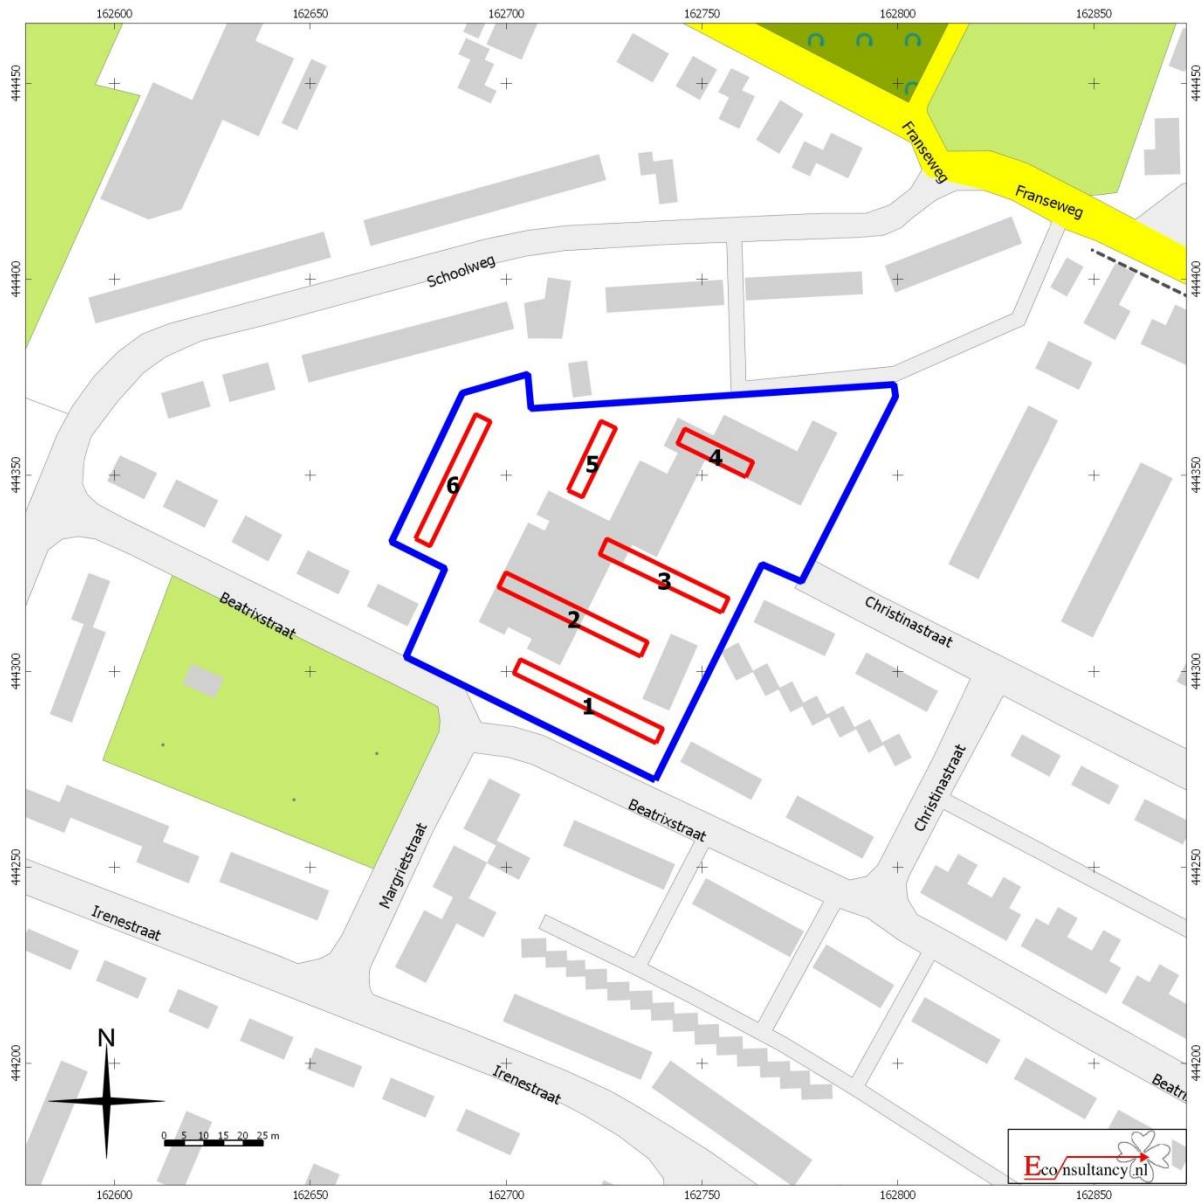 162600 162650 162700 162750 162800 162850
444450 444450
Franseweg
Franseweg
Schoolweg
444400 444400
6
5
4
444350 444350
3
2
Beatrixstraat
Christinastraat
444300 444300
1
Christinastraat
Beatrixstraat
Margrietstraat
444250 444250
Irenestraat
444200 444200
N
Irenestraat
Beatri
0 5 10 15 20 25 m
Econsultancy.nl
162600 162650 162700 162750 162800 162850